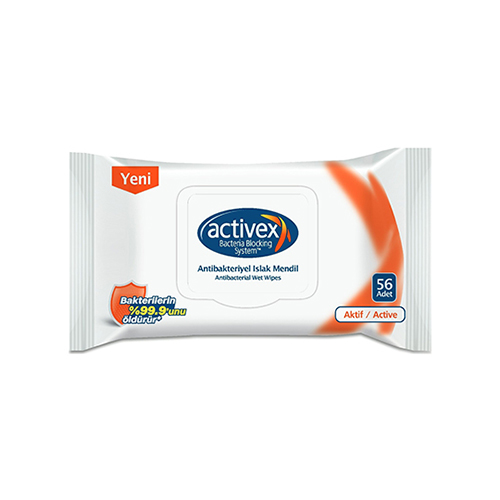 Yeni
activex
Bacteria Blocking
System™
Antibakteriyel Islak Mendil
Antibacterial Wet Wipes
Bakterilerin
%99.9'unu
öldürür*
56
Adet
Aktif / Active